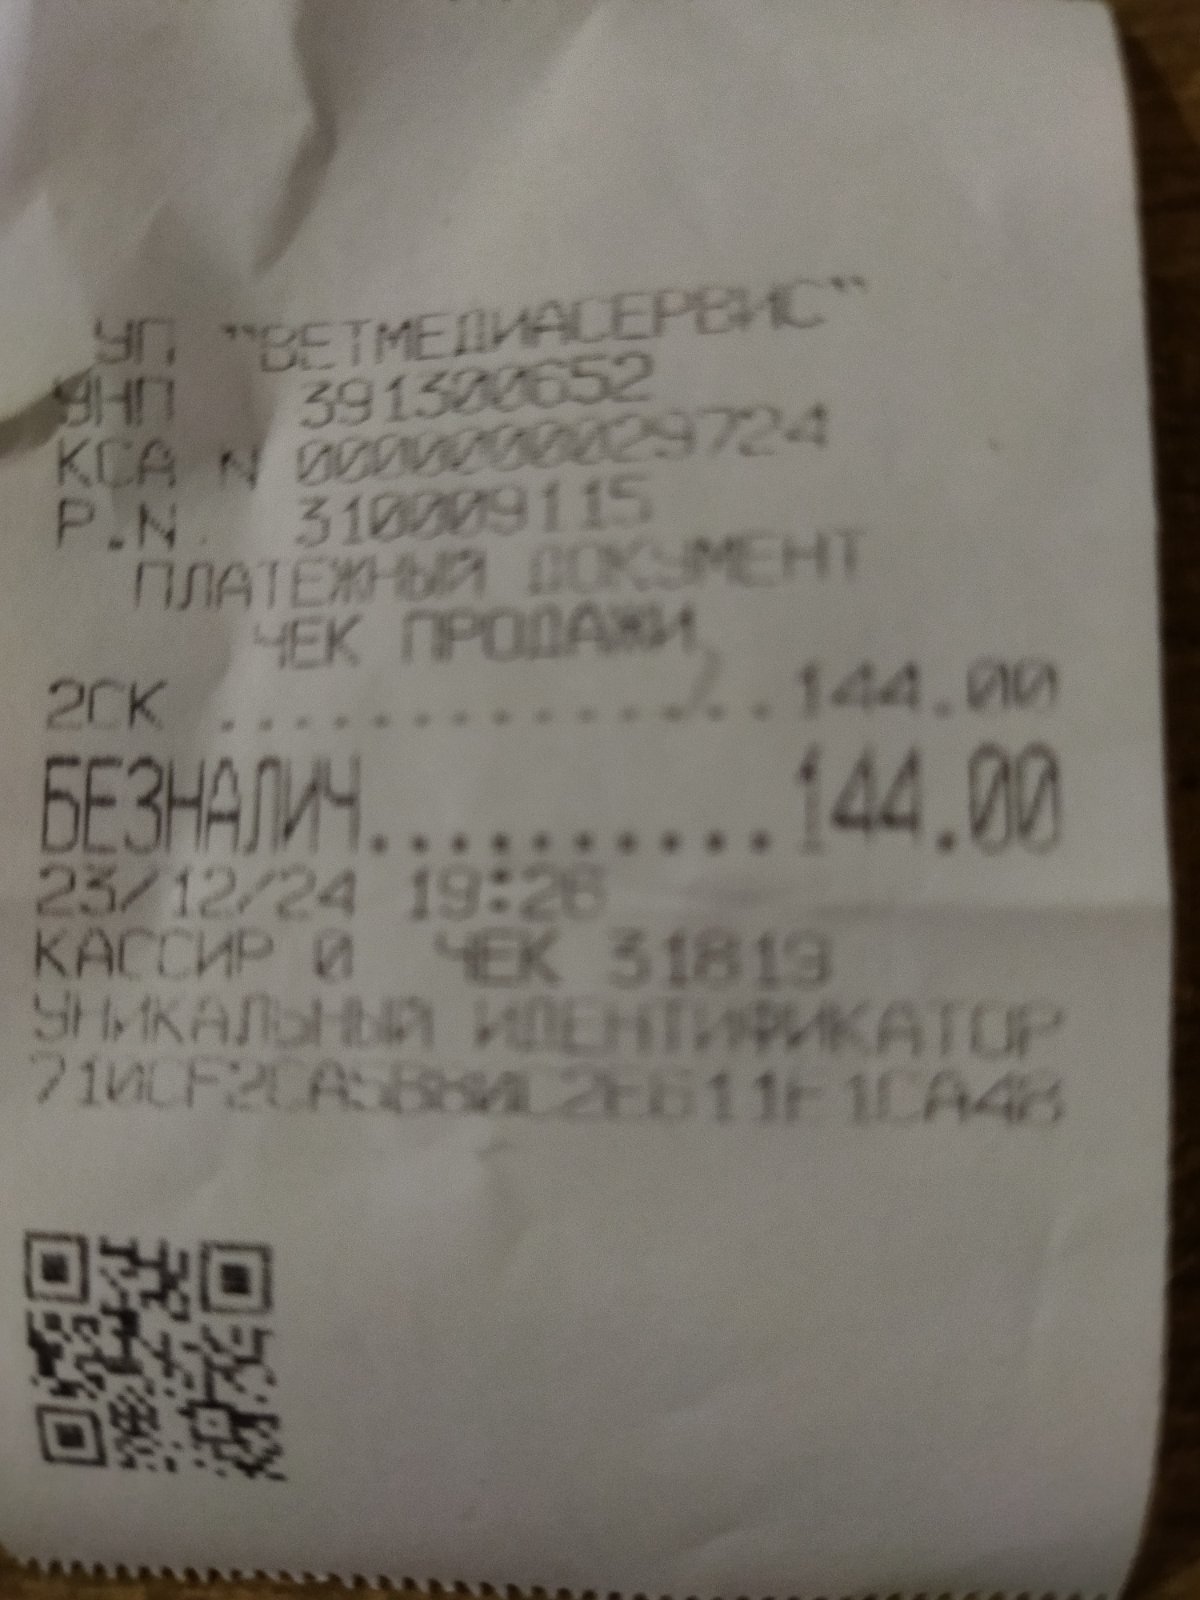 УП "ВЕТМЕДИАСЕРВИС"
УНП 391300652
КСА N 0000000029724
Р.N. 310009115
ПЛАТЕЖНЫЙ ДОКУМЕНТ
ЧЕК ПРОДАЖИ
2СК ...............144.00
БЕЗНАЛИЧ..........144.00
23/12/24 19:26
КАССИР 0 ЧЕК 31819
УНИКАЛЬНЫЙ ИДЕНТИФИКАТОР